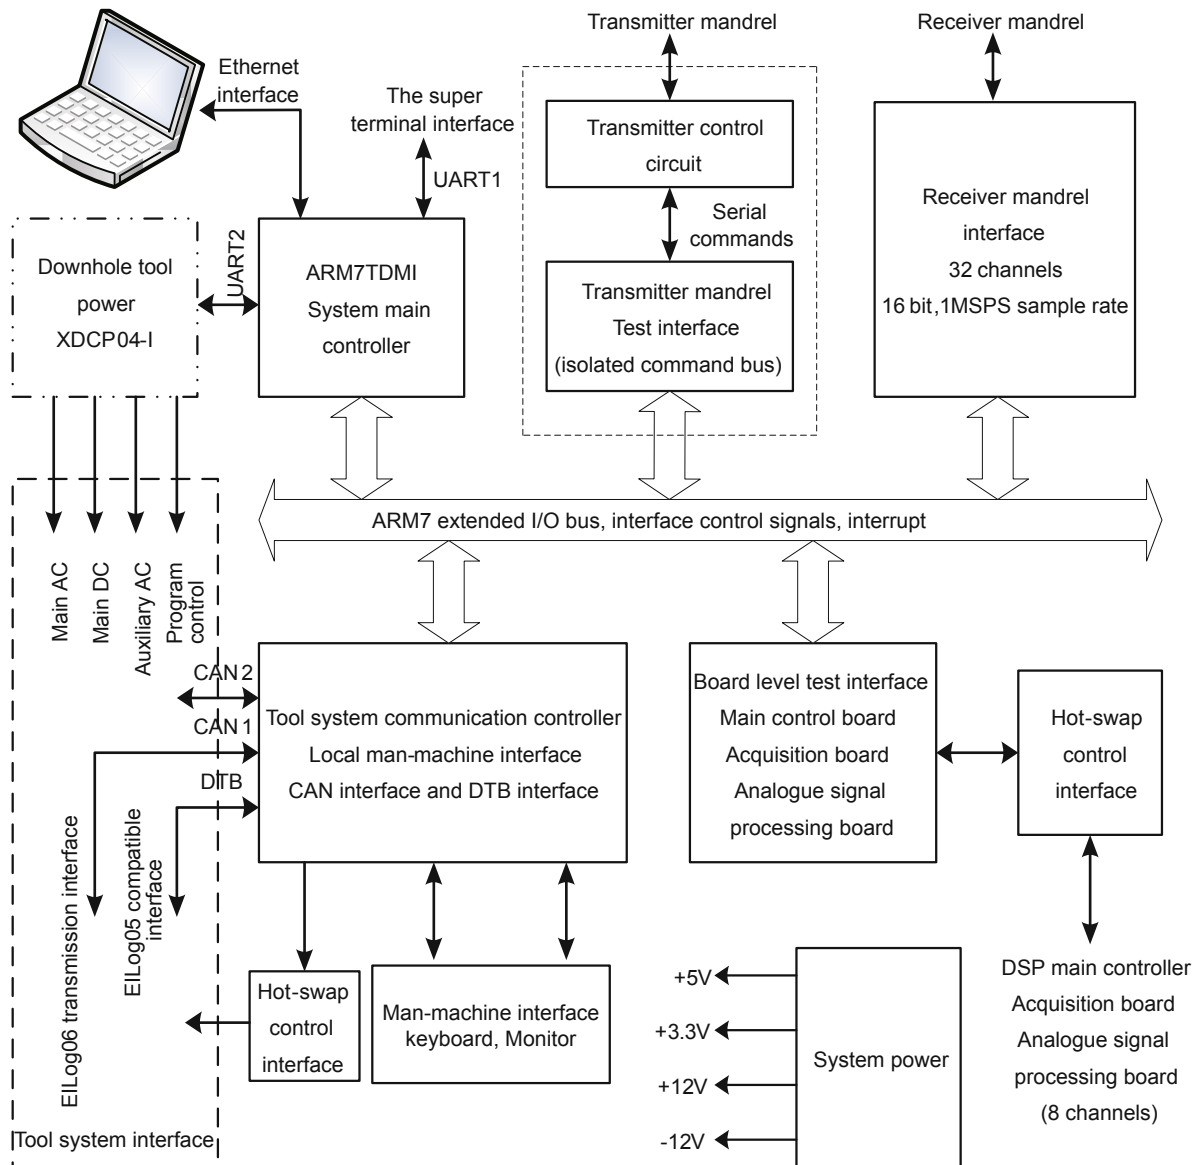 Transmitter mandrel
Receiver mandrel
Ethernet
interface
The super
terminal interface
UART1
Transmitter control
circuit
Serial
commands
Receiver mandrel
interface
32 channels
16 bit,1MSPS sample rate
Downhole tool
power
XDCP04-I
UART2
ARM7TDMI
System main
controller
Transmitter mandrel
Test interface
(isolated command bus)
ARM7 extended I/O bus, interface control signals, interrupt
Main AC
Main DC
Auxiliary AC
Program
control
CAN 2
CAN 1
DTB
Tool system communication controller
Local man-machine interface
CAN interface and DTB interface
Board level test interface
Main control board
Acquisition board
Analogue signal
processing board
Hot-swap
control
interface
EILog06 transmission interface
EILog05 compatible
interface
Hot-swap
control
interface
Man-machine interface
keyboard, Monitor
+5V
+3.3V
+12V
-12V
System power
DSP main controller
Acquisition board
Analogue signal
processing board
(8 channels)
Tool system interface